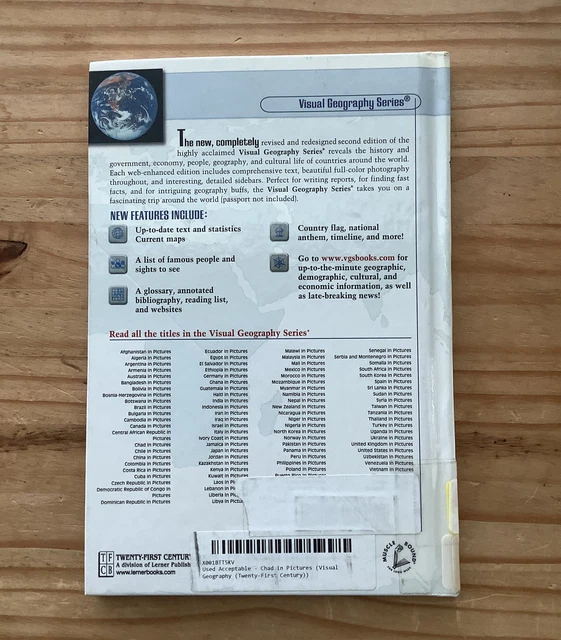 Visual Geography Series®
The new, completely revised and redesigned second edition of the
highly acclaimed Visual Geography Series® reveals the history and
government, economy, people, geography, and cultural life of countries around the world.
Each web-enhanced edition includes comprehensive text, beautiful full-color photography
throughout, and interesting, detailed sidebars. Perfect for writing reports, for finding fast
facts, and for intriguing geography buffs, the Visual Geography Series® takes you on a
fascinating trip around the world (passport not included).
NEW FEATURES INCLUDE:
Up-to-date text and statistics
Current maps
A list of famous people and
sights to see
A glossary, annotated
bibliography, reading list,
and websites
Country flag, national
anthem, timeline, and more!
Go to www.vgsbooks.com for
up-to-the-minute geographic,
demographic, cultural, and
economic information, as well
as late-breaking news!
Read all the titles in the Visual Geography Series®
Afghanistan in Pictures
Algeria in Pictures
Argentina in Pictures
Armenia in Pictures
Australia in Pictures
Bangladesh in Pictures
Bolivia in Pictures
Bosnia-Herzegovina in Pictures
Botswana in Pictures
Brazil in Pictures
Bulgaria in Pictures
Cambodia in Pictures
Canada in Pictures
Central African Republic in
Pictures
Chad in Pictures
Chile in Pictures
China in Pictures
Colombia in Pictures
Costa Rica in Pictures
Cuba in Pictures
Czech Republic in Pictures
Democratic Republic of Congo in
Pictures
Dominican Republic in Pictures
Ecuador in Pictures
Egypt in Pictures
El Salvador in Pictures
Ethiopia in Pictures
Germany in Pictures
Ghana in Pictures
Guatemala in Pictures
Haiti in Pictures
India in Pictures
Indonesia in Pictures
Iran in Pictures
Iraq in Pictures
Israel in Pictures
Italy in Pictures
Ivory Coast in Pictures
Jamaica in Pictures
Japan in Pictures
Jordan in Pictures
Kazakhstan in Pictures
Kenya in Pictures
Kuwait in Pictures
Laos in Pi
Lebanon in Pi
Liberia in Pi
Libya in Pi
Malawi in Pictures
Malaysia in Pictures
Mali in Pictures
Mexico in Pictures
Morocco in Pictures
Mozambique in Pictures
Myanmar in Pictures
Namibia in Pictures
Nepal in Pictures
New Zealand in Pictures
Nicaragua in Pictures
Niger in Pictures
Nigeria in Pictures
North Korea in Pictures
Norway in Pictures
Pakistan in Pictures
Panama in Pictures
Peru in Pictures
Philippines in Pictures
Poland in Pictures
Senegal in Pictures
Serbia and Montenegro in Pictures
Somalia in Pictures
South Africa in Pictures
South Korea in Pictures
Spain in Pictures
Sri Lanka in Pictures
Sudan in Pictures
Syria in Pictures
Taiwan in Pictures
Tanzania in Pictures
Thailand in Pictures
Turkey in Pictures
Uganda in Pictures
Ukraine in Pictures
United Kingdom in Pictures
United States in Pictures
Uzbekistan in Pictures
Venezuela in Pictures
Vietnam in Pictures
TF
CB
TWENTY-FIRST CENTUR
A division of Lerner Publish
www.lernerbooks.com
X001BTT5KV
Used Acceptable - Chad in Pictures (Visual
Geography (Twenty-First Century))
MUSCLE BOUND